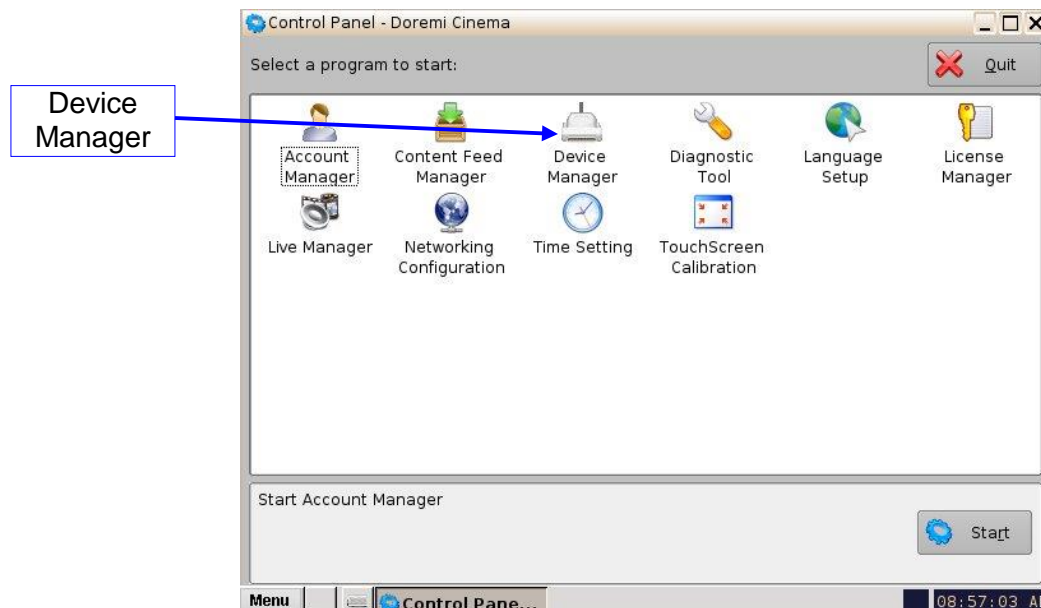 Control Panel - Doremi Cinema
Select a program to start:
Quit
Device
Manager
Account
Manager
Content Feed
Manager
Device
Manager
Diagnostic
Tool
Language
Setup
License
Manager
Live Manager
Networking
Configuration
Time Setting
TouchScreen
Calibration
Start Account Manager
Start
Menu
Control Pane...
08:57:03 A